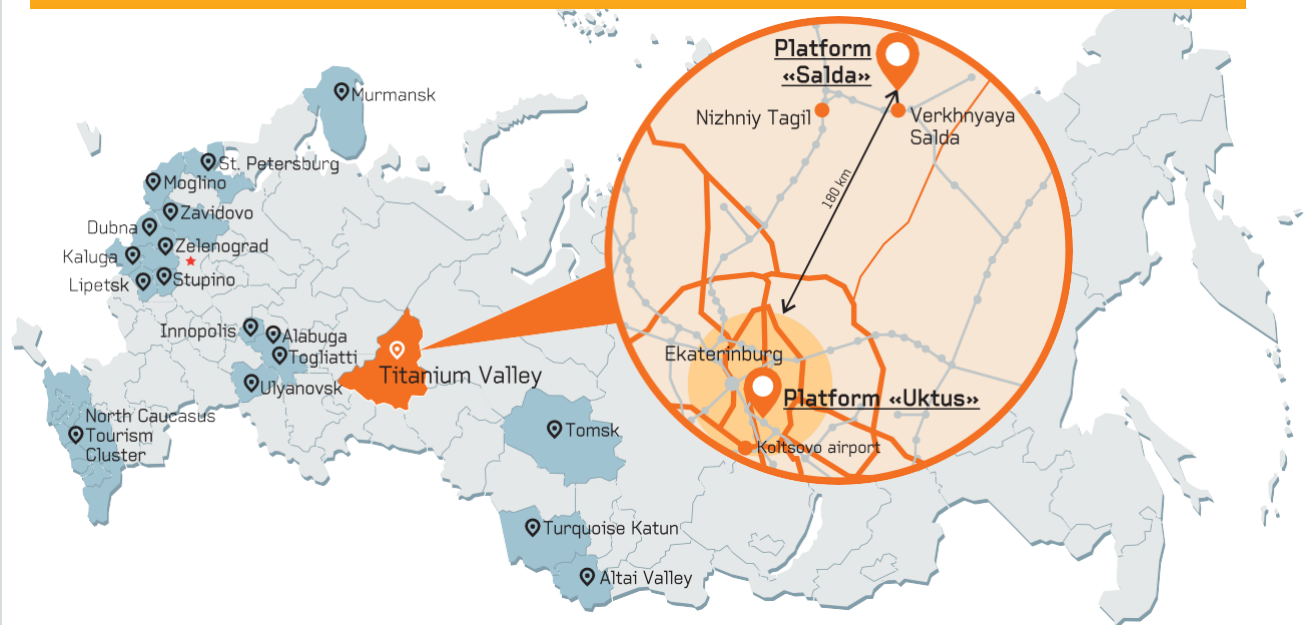 Murmansk
St. Petersburg
Moglino
Zavidovo
Dubna
Zelenograd
Kaluga
Lipetsk
Stupino
Innopolis
Alabuga
Togliatti
Ulyanovsk
Titanium Valley
North Caucasus
Tourism
Cluster
Tomsk
Turquoise Katun
Altai Valley
Platform
«Salda»
Nizhniy Tagil
Verkhnyaya
Salda
180 km
Ekaterinburg
Platform «Uktus»
Koltsovo airport